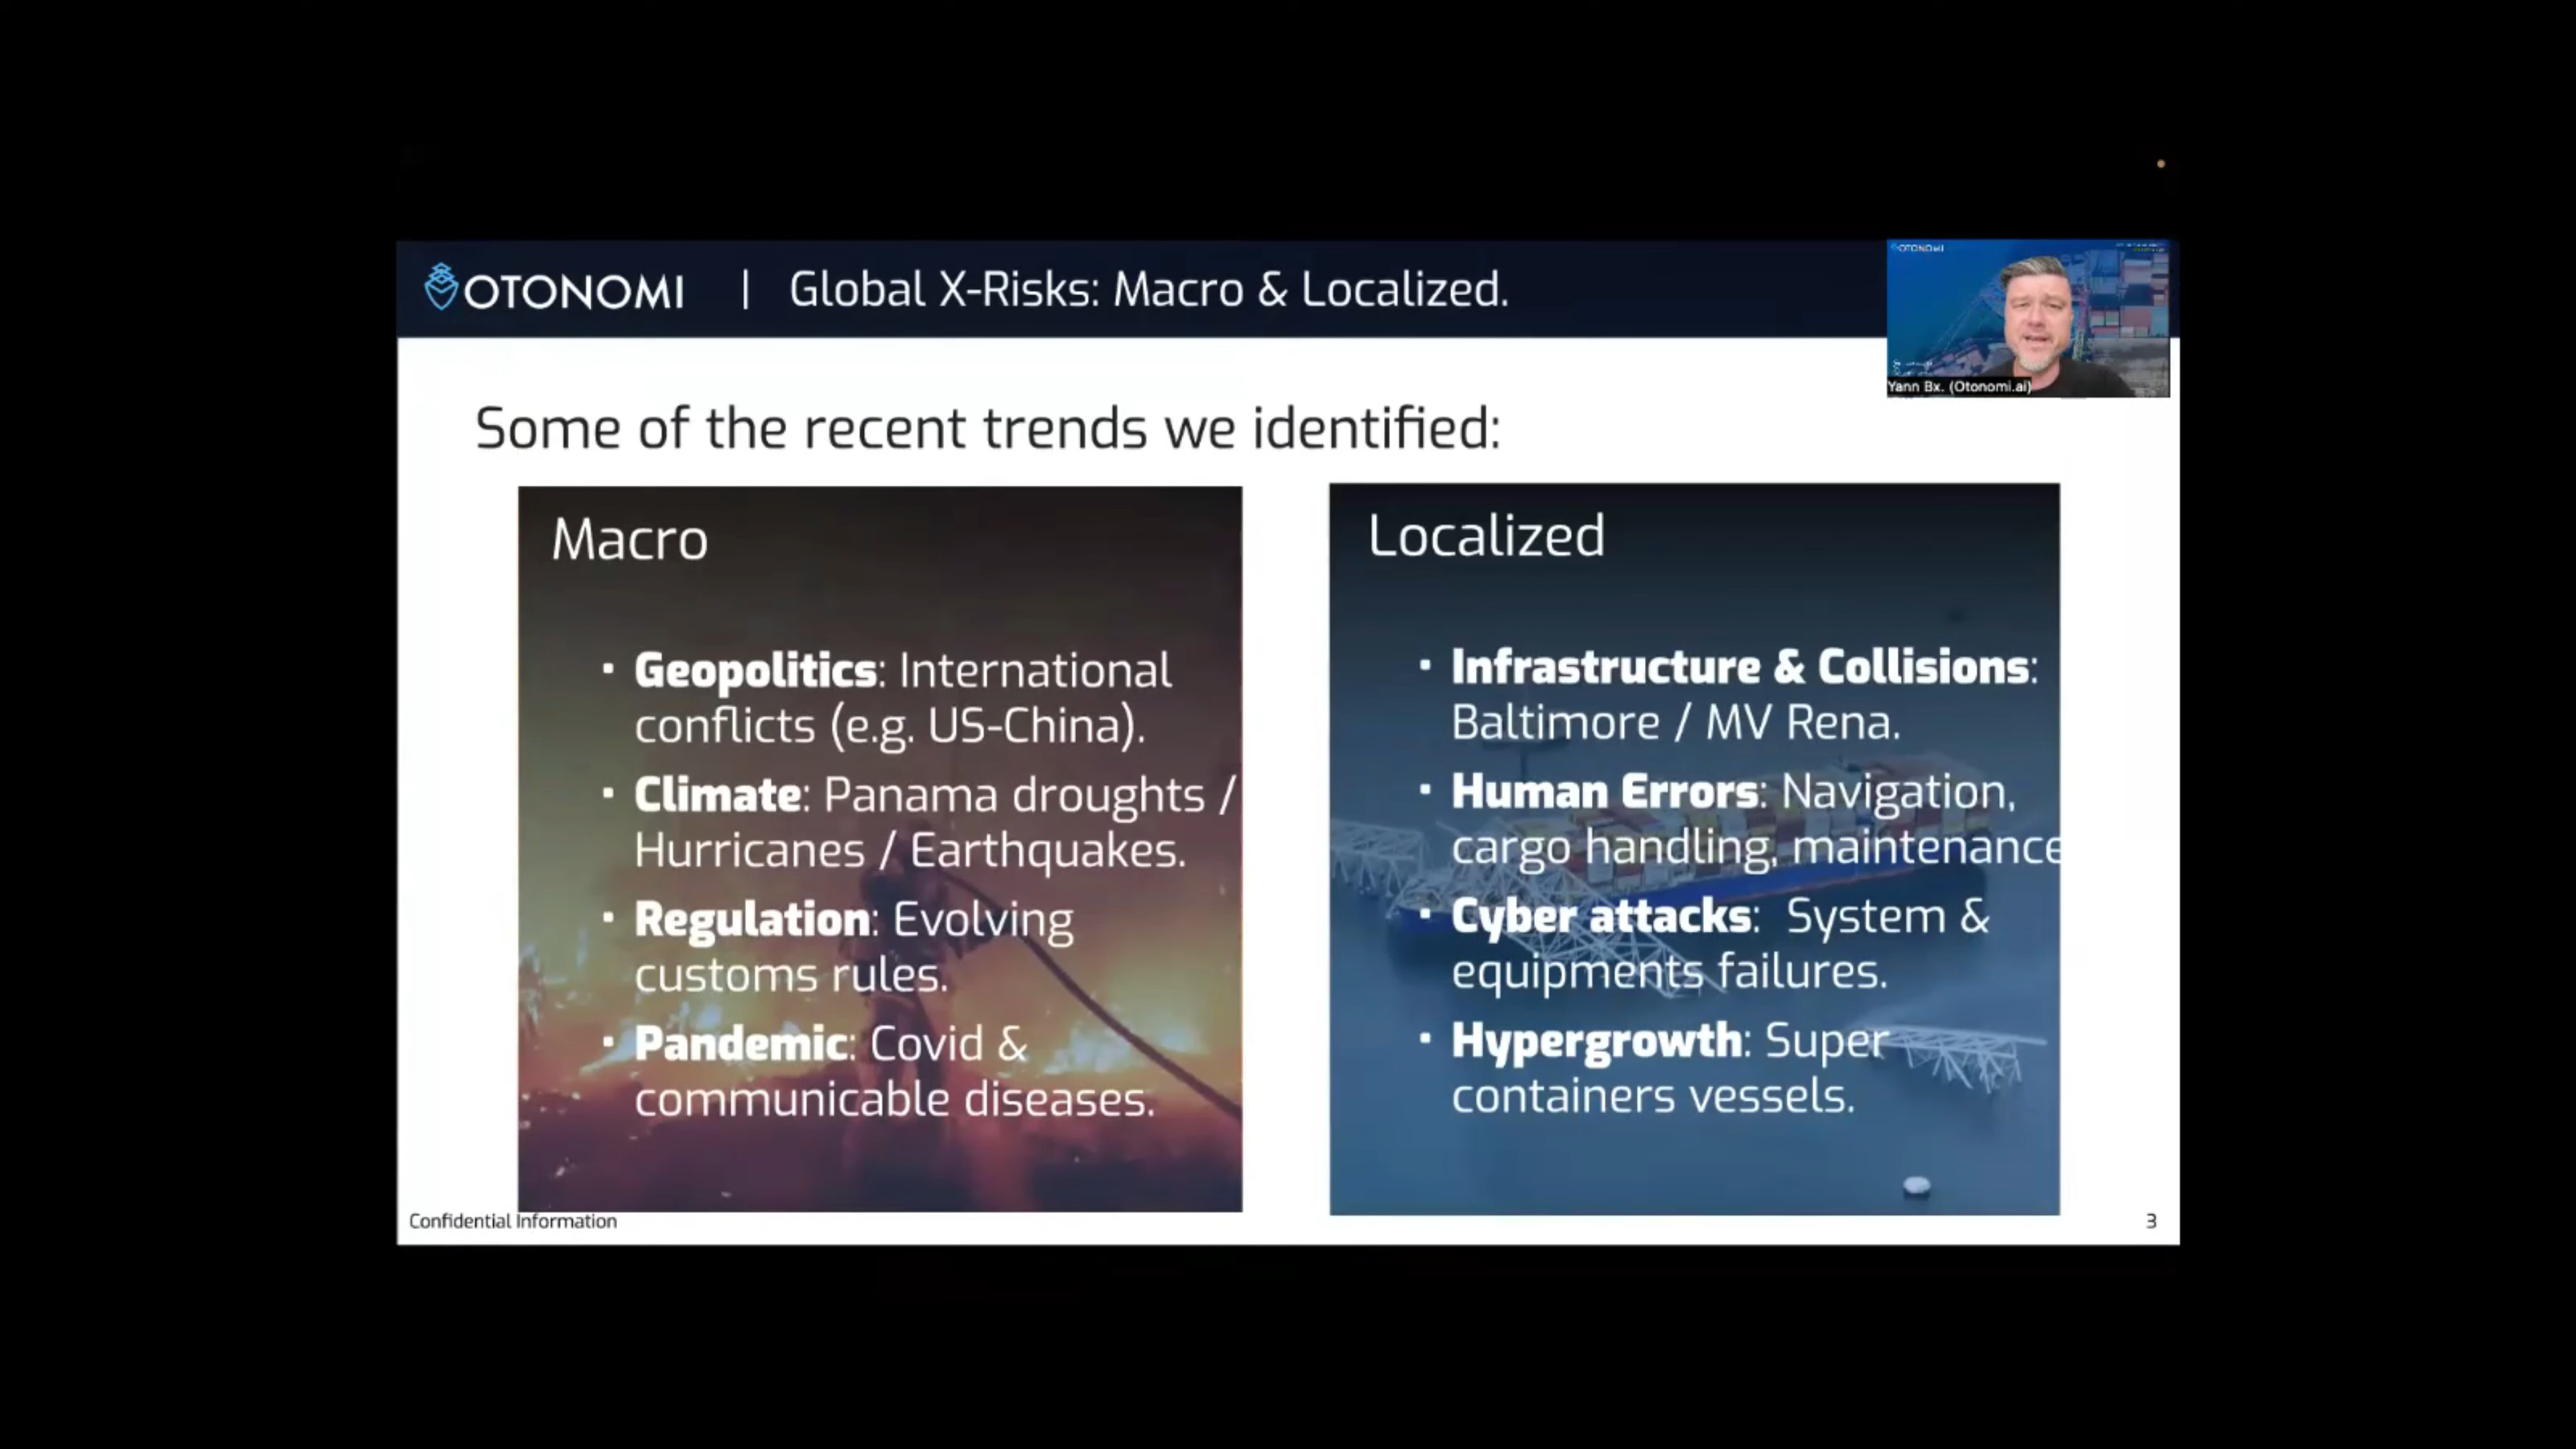 OTONOMI | Global X-Risks: Macro & Localized.
OTONOMI
Yann Bx. (Otonomi.ai)
Some of the recent trends we identified:
Macro
• Geopolitics: International
conflicts (e.g. US-China).
• Climate: Panama droughts /
Hurricanes / Earthquakes.
• Regulation: Evolving
customs rules.
• Pandemic: Covid &
communicable diseases.
Localized
• Infrastructure & Collisions:
Baltimore / MV Rena.
• Human Errors: Navigation,
cargo handling, maintenance
• Cyber attacks: System &
equipments failures.
• Hypergrowth: Super
containers vessels.
Confidential Information
3